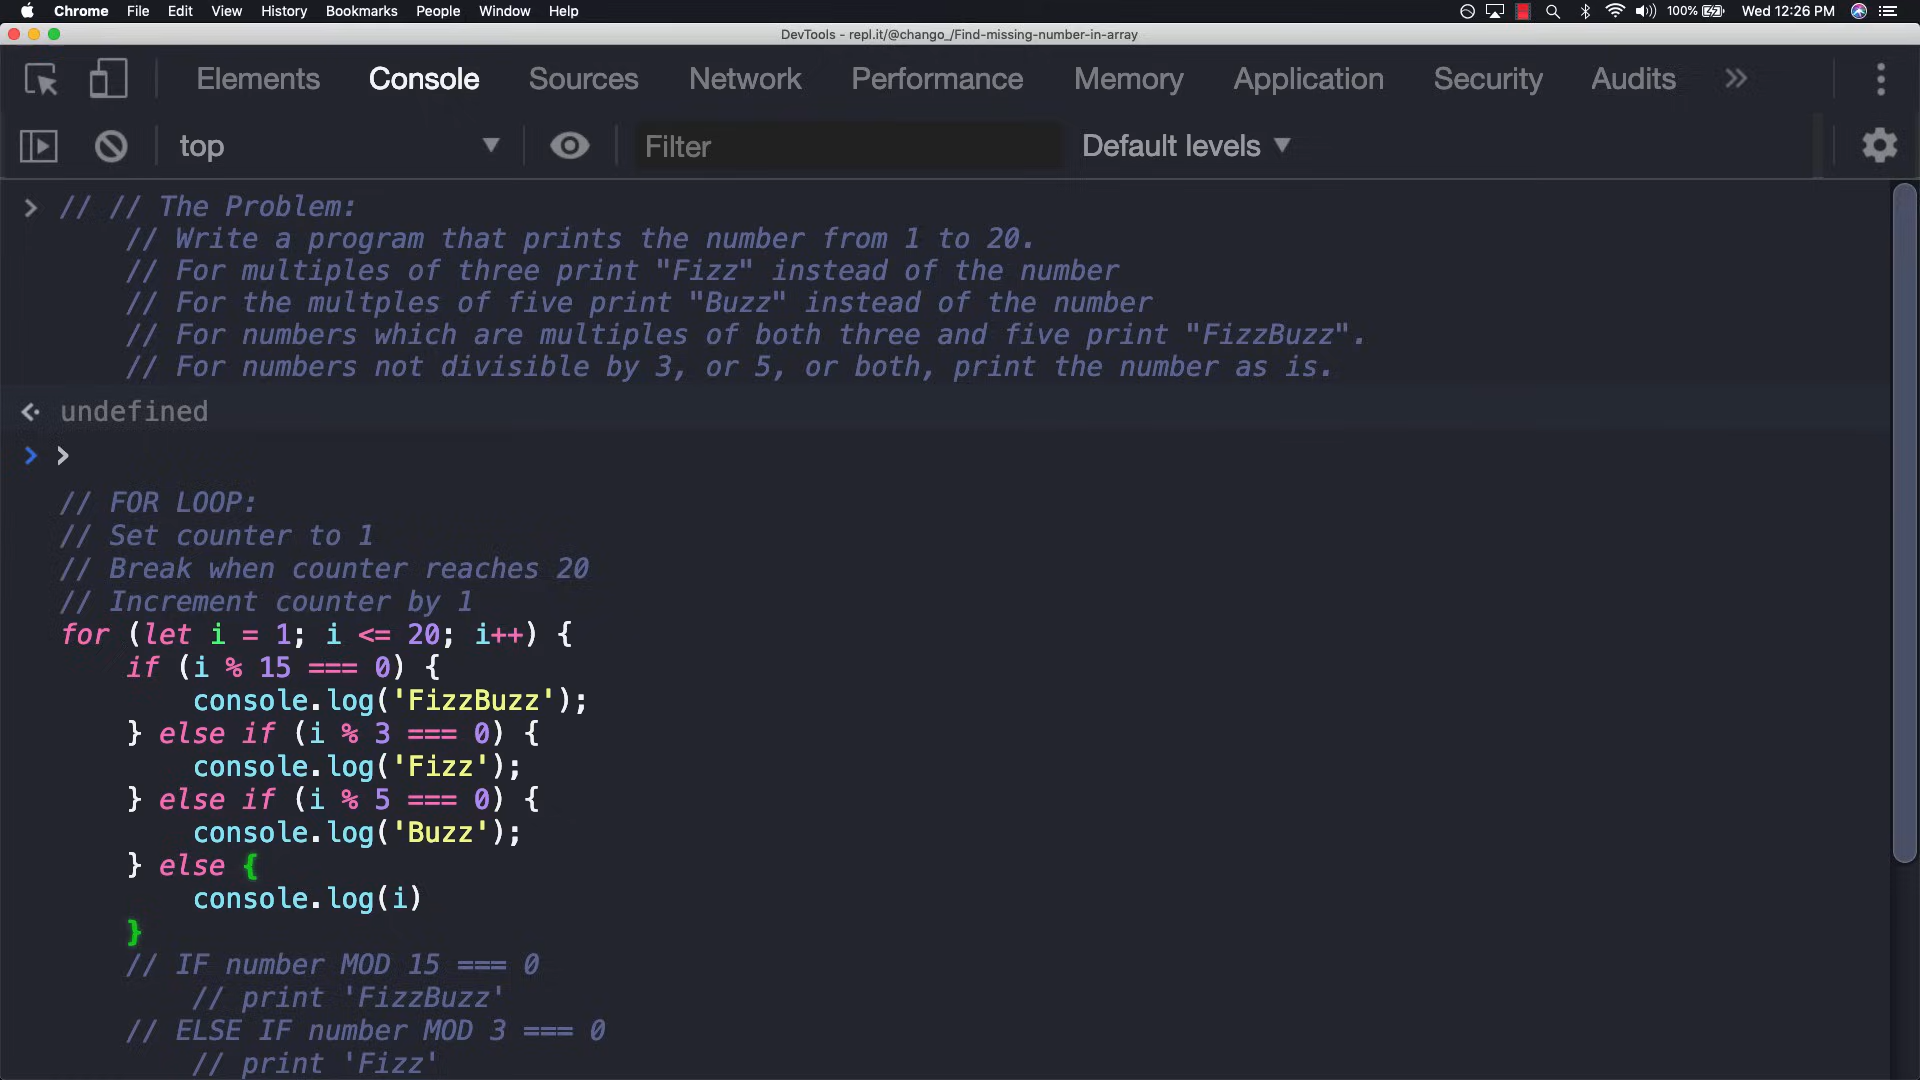 Chrome File Edit View History Bookmarks People Window Help 100% Wed 12:26 PM
DevTools - repl.it/@chango_/Find-missing-number-in-array
Elements Console Sources Network Performance Memory Application Security Audits »
top Filter Default levels
> // // The Problem:
// Write a program that prints the number from 1 to 20.
// For multiples of three print "Fizz" instead of the number
// For the multples of five print "Buzz" instead of the number
// For numbers which are multiples of both three and five print "FizzBuzz".
// For numbers not divisible by 3, or 5, or both, print the number as is.
undefined
> >
// FOR LOOP:
// Set counter to 1
// Break when counter reaches 20
// Increment counter by 1
for (let i = 1; i <= 20; i++) {
if (i % 15 === 0) {
console.log('FizzBuzz');
} else if (i % 3 === 0) {
console.log('Fizz');
} else if (i % 5 === 0) {
console.log('Buzz');
} else {
console.log(i)
}
// IF number MOD 15 === 0
// print 'FizzBuzz'
// ELSE IF number MOD 3 === 0
// print 'Fizz'